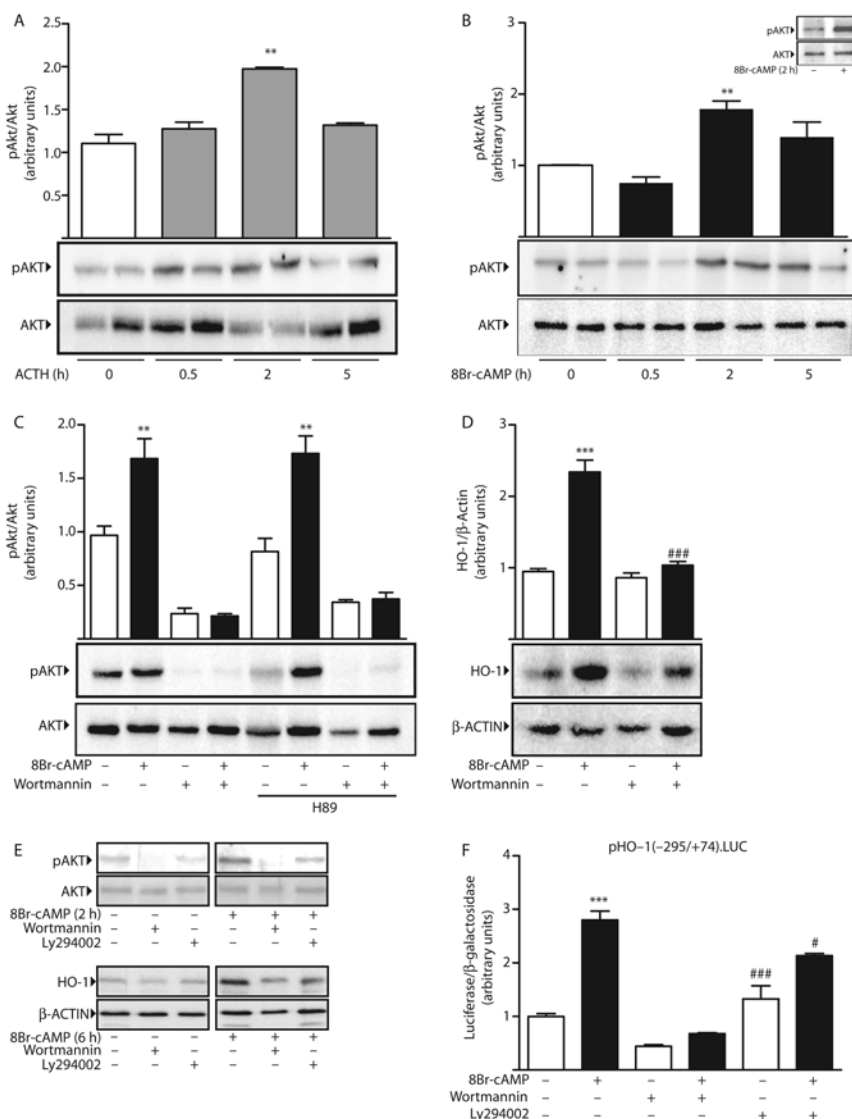 A
pAkt/Akt
(arbitrary units)
2.5
2.0
1.5
1.0
0.5
**
pAKT
AKT
ACTH (h)
0 0.5 2 5
B
pAKT
AKT
8Br-cAMP (2 h) – +
pAkt/Akt
(arbitrary units)
3
2
1
**
pAKT
AKT
8Br-cAMP (h)
0 0.5 2 5
C
pAkt/Akt
(arbitrary units)
2.0
1.5
1.0
0.5
** **
pAKT
AKT
8Br-cAMP – + – + – + – +
Wortmannin – – + + – – + +
H89
D
HO-1/β-Actin
(arbitrary units)
3
2
1
***
###
HO-1
β-ACTIN
– + – +
– – + +
E
pAKT
AKT
8Br-cAMP (2 h) – – – + + +
Wortmannin – + – – + –
Ly294002 – – + – – +
HO-1
β-ACTIN
8Br-cAMP (6 h) – – – + + +
Wortmannin – + – – + –
Ly294002 – – + – – +
F
pHO–1(–295/+74).LUC
Luciferase/β-galactosidase
(arbitrary units)
4
3
2
1
***
###
#
8Br-cAMP – + – + – +
Wortmannin – – + + – –
Ly294002 – – – – + +